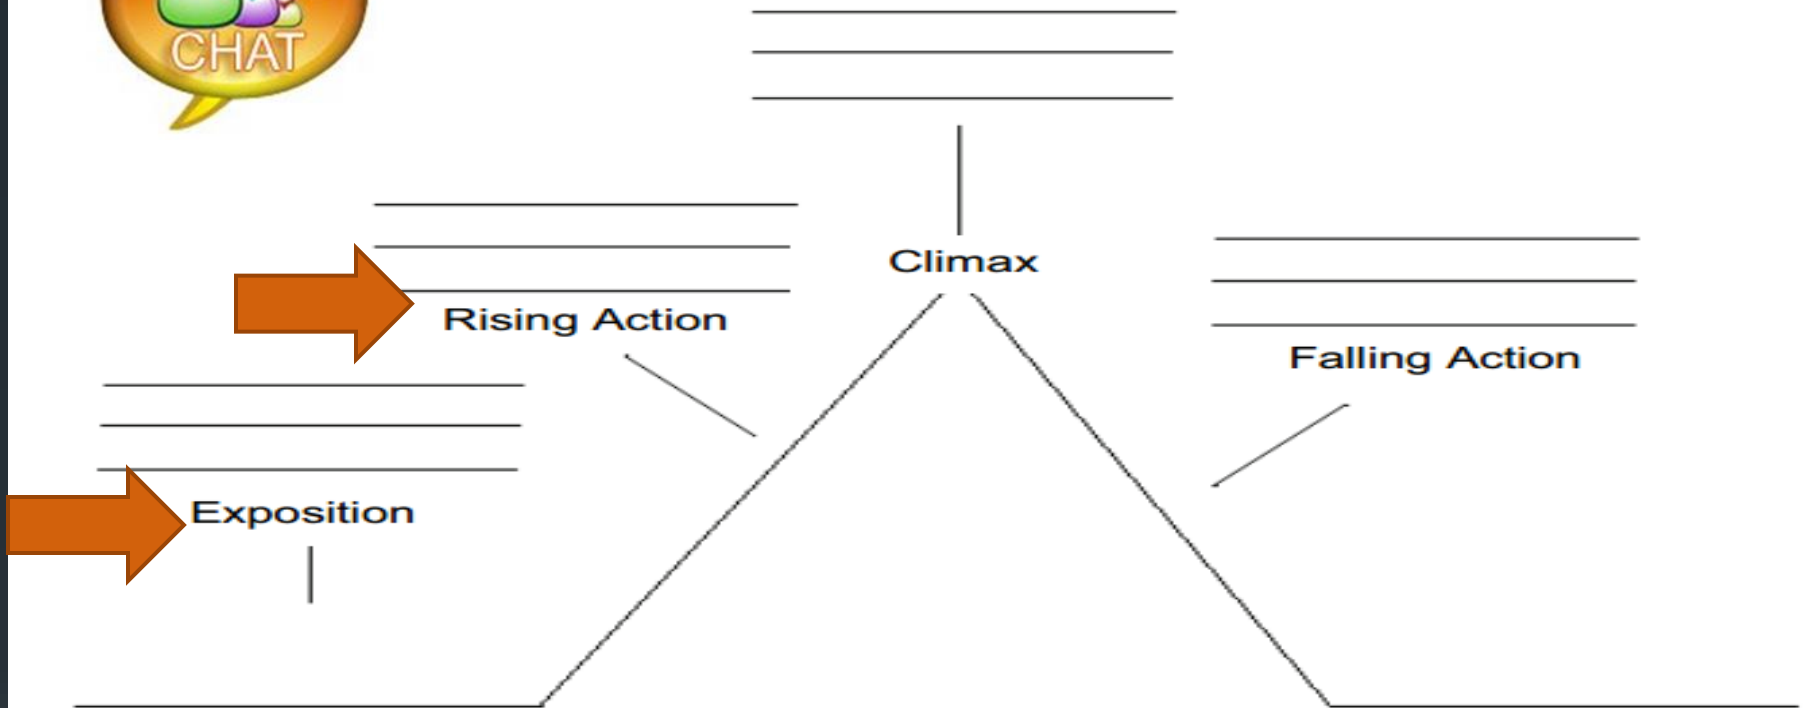 CHAT
Climax
Rising Action
Falling Action
Exposition